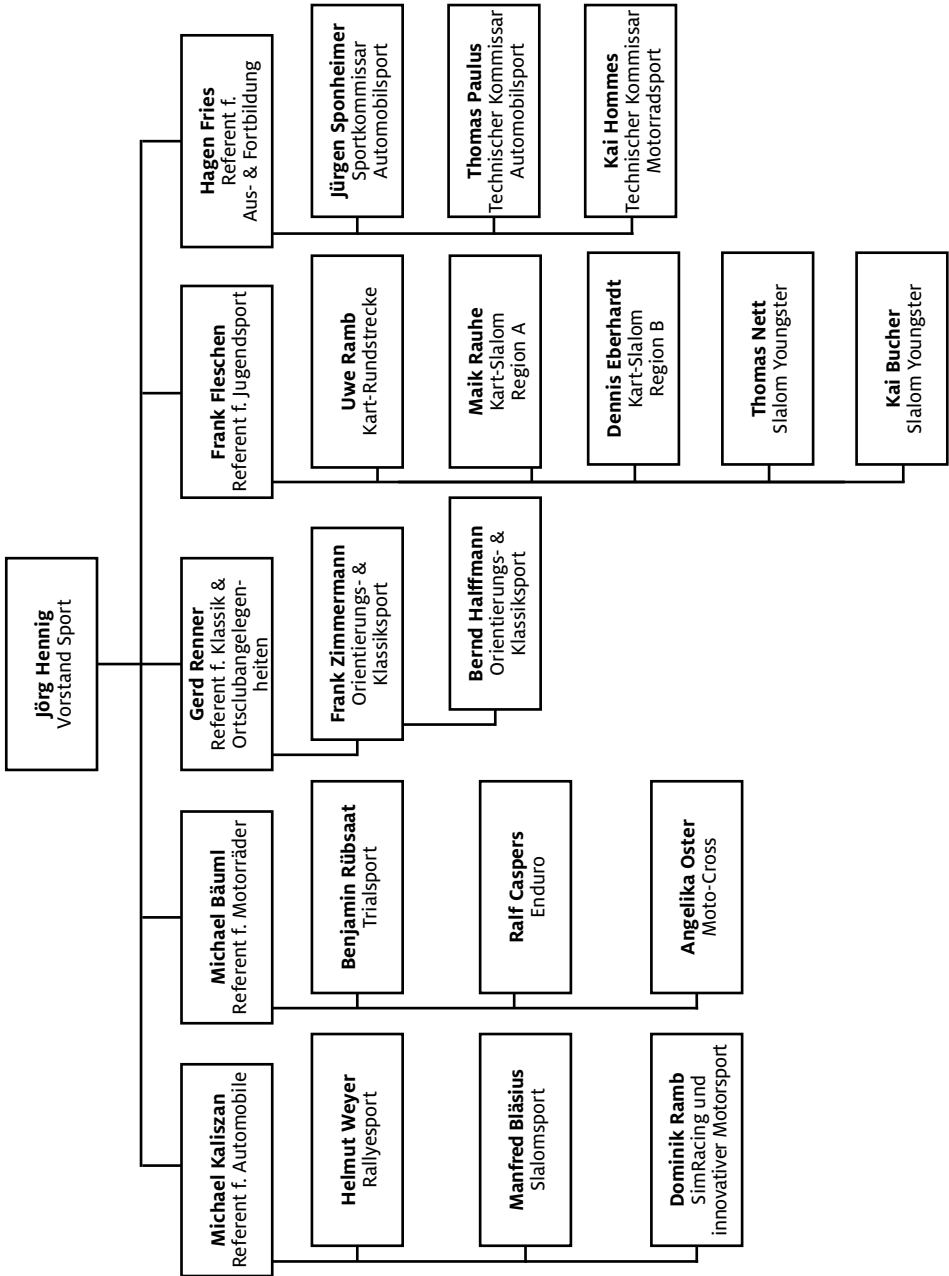 Jörg Hennig
Vorstand Sport
Michael Kaliszan
Referent f. Automobile
Helmut Weyer
Rallyesport
Manfred Bläsius
Slalomsport
Dominik Ramb
SimRacing und
innovativer Motorsport
Michael Bäuml
Referent f. Motorräder
Benjamin Rübsaat
Trialsport
Ralf Caspers
Enduro
Angelika Oster
Moto-Cross
Gerd Renner
Referent f. Klassik &
Ortsclubangelegen-
heiten
Frank Zimmermann
Orientierungs- &
Klassiksport
Bernd Halffmann
Orientierungs- &
Klassiksport
Frank Fleschen
Referent f. Jugendsport
Uwe Ramb
Kart-Rundstrecke
Maik Rauhe
Kart-Slalom
Region A
Dennis Eberhardt
Kart-Slalom
Region B
Thomas Nett
Slalom Youngster
Kai Bucher
Slalom Youngster
Hagen Fries
Referent f.
Aus- & Fortbildung
Jürgen Sponheimer
Sportkommissar
Automobilsport
Thomas Paulus
Technischer Kommissar
Automobilsport
Kai Hommes
Technischer Kommissar
Motorradsport